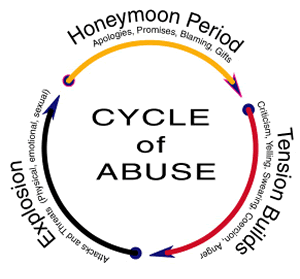 Honeymoon Period
Apologies, Promises, Blaming, Gifts
CYCLE
of
ABUSE
Tension Builds
Criticism, Yelling, Swearing, Coercion, Anger
Explosion
Attacks and Threats (Physical, emotional, sexual)